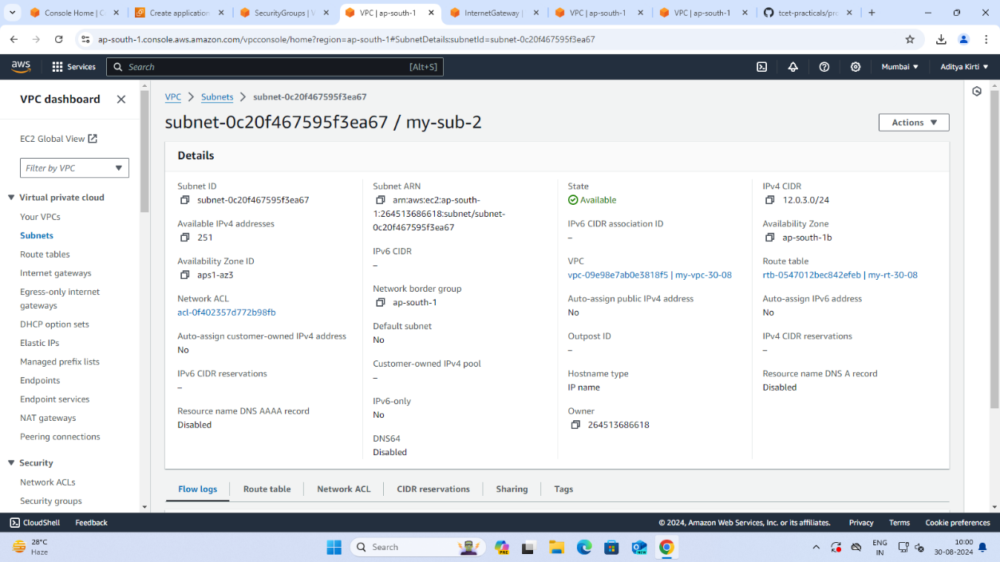 Console Home | C
Create application
SecurityGroups | V
VPC | ap-south-1
InternetGateway |
VPC | ap-south-1
VPC | ap-south-1
tcet-practicals/pro
ap-south-1.console.aws.amazon.com/vpcconsole/home?region=ap-south-1#SubnetDetails:subnetId=subnet-0c20f467595f3ea67
aws
Services
Search
[Alt+S]
Mumbai
Aditya Kirti
VPC dashboard
EC2 Global View
Filter by VPC
Virtual private cloud
Your VPCs
Subnets
Route tables
Internet gateways
Egress-only internet
gateways
DHCP option sets
Elastic IPs
Managed prefix lists
Endpoints
Endpoint services
NAT gateways
Peering connections
Security
Network ACLs
Security groups
VPC
Subnets
subnet-0c20f467595f3ea67
subnet-0c20f467595f3ea67 / my-sub-2
Actions
Details
Subnet ID
subnet-0c20f467595f3ea67
Available IPv4 addresses
251
Availability Zone ID
aps1-az3
Network ACL
acl-0f402357d772b98fb
Auto-assign customer-owned IPv4 address
No
IPv6 CIDR reservations
–
Resource name DNS AAAA record
Disabled
Subnet ARN
arn:aws:ec2:ap-south-
1:264513686618:subnet/subnet-
0c20f467595f3ea67
IPv6 CIDR
–
Network border group
ap-south-1
Default subnet
No
Customer-owned IPv4 pool
–
IPv6-only
No
DNS64
Disabled
State
Available
IPv6 CIDR association ID
–
VPC
vpc-09e98e7ab0e3818f5 | my-vpc-30-08
Auto-assign public IPv4 address
No
Outpost ID
–
Hostname type
IP name
Owner
264513686618
IPv4 CIDR
12.0.3.0/24
Availability Zone
ap-south-1b
Route table
rtb-0547012bec842efeb | my-rt-30-08
Auto-assign IPv6 address
No
IPv4 CIDR reservations
–
Resource name DNS A record
Disabled
Flow logs
Route table
Network ACL
CIDR reservations
Sharing
Tags
CloudShell
Feedback
© 2024, Amazon Web Services, Inc. or its affiliates.
Privacy
Terms
Cookie preferences
28°C
Haze
Search
PRE
NEW
ENG
IN
10:00
30-08-2024